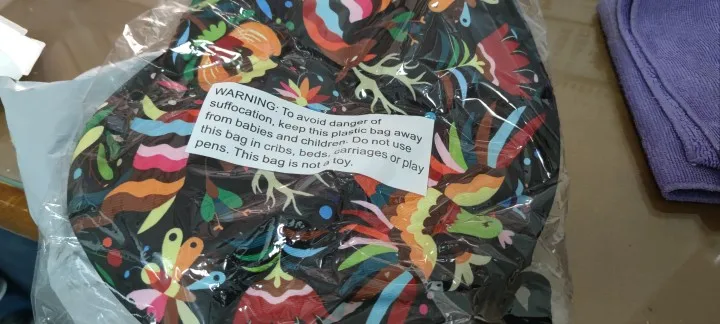 WARNING: To avoid danger of
suffocation, keep this plastic bag away
from babies and children. Do not use
this bag in cribs, beds, carriages or play
pens. This bag is not a toy.